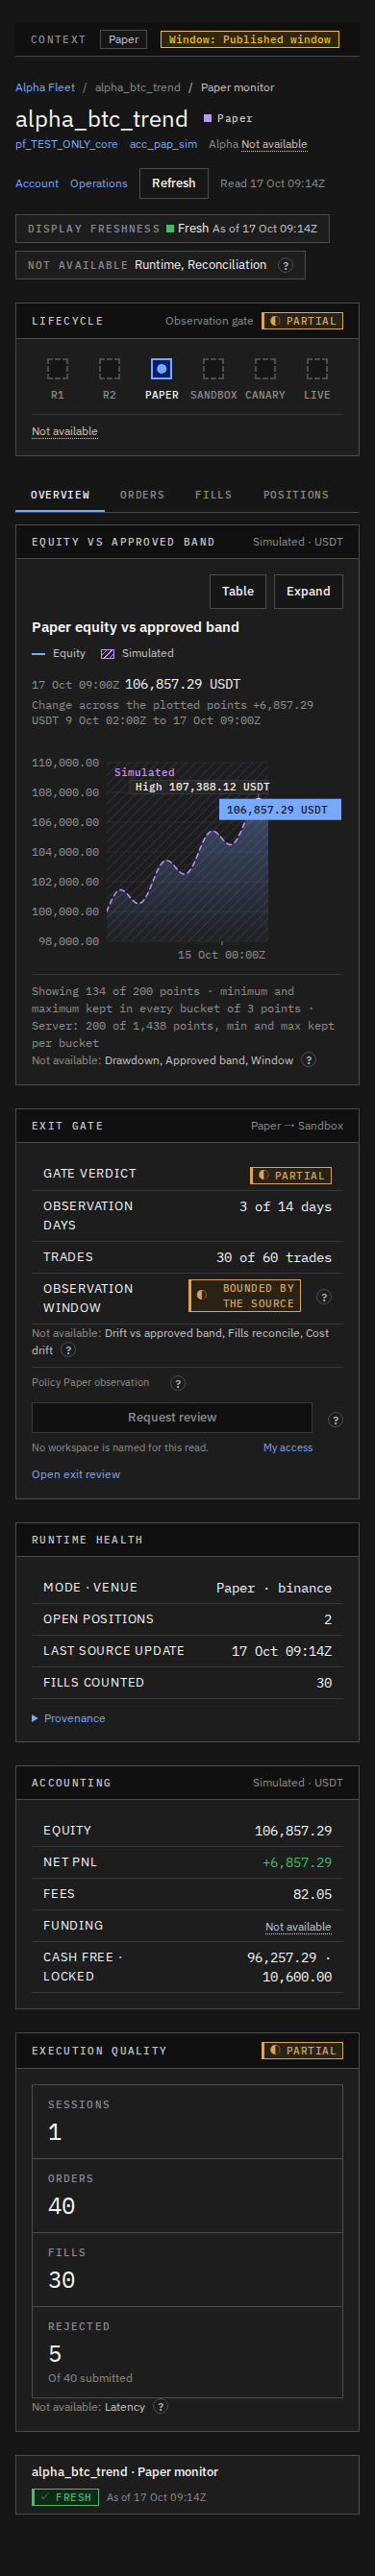 CONTEXT Paper Window: Published window
Alpha Fleet / alpha_btc_trend / Paper monitor
alpha_btc_trend Paper
pf_TEST_ONLY_core acc_pap_sim Alpha Not available
Account Operations Refresh Read 17 Oct 09:14Z
DISPLAY FRESHNESS Fresh As of 17 Oct 09:14Z
NOT AVAILABLE Runtime, Reconciliation ?
LIFECYCLE Observation gate PARTIAL
R1 R2 PAPER SANDBOX CANARY LIVE
Not available
OVERVIEW ORDERS FILLS POSITIONS
EQUITY VS APPROVED BAND Simulated · USDT
Table Expand
Paper equity vs approved band
Equity Simulated
17 Oct 09:00Z 106,857.29 USDT
Change across the plotted points +6,857.29
USDT 9 Oct 02:00Z to 17 Oct 09:00Z
110,000.00
Simulated
High 107,388.12 USDT
108,000.00
106,857.29 USDT
106,000.00
104,000.00
102,000.00
100,000.00
98,000.00
15 Oct 00:00Z
Showing 134 of 200 points · minimum and
maximum kept in every bucket of 3 points ·
Server: 200 of 1,438 points, min and max kept
per bucket
Not available: Drawdown, Approved band, Window ?
EXIT GATE Paper → Sandbox
GATE VERDICT PARTIAL
OBSERVATION
DAYS
3 of 14 days
TRADES 30 of 60 trades
OBSERVATION
WINDOW
BOUNDED BY
THE SOURCE
?
Not available: Drift vs approved band, Fills reconcile, Cost
drift ?
Policy Paper observation ?
Request review ?
No workspace is named for this read. My access
Open exit review
RUNTIME HEALTH
MODE · VENUE Paper · binance
OPEN POSITIONS 2
LAST SOURCE UPDATE 17 Oct 09:14Z
FILLS COUNTED 30
Provenance
ACCOUNTING Simulated · USDT
EQUITY 106,857.29
NET PNL +6,857.29
FEES 82.05
FUNDING Not available
CASH FREE ·
LOCKED
96,257.29 ·
10,600.00
EXECUTION QUALITY PARTIAL
SESSIONS
1
ORDERS
40
FILLS
30
REJECTED
5
Of 40 submitted
Not available: Latency ?
alpha_btc_trend · Paper monitor
✓ FRESH As of 17 Oct 09:14Z